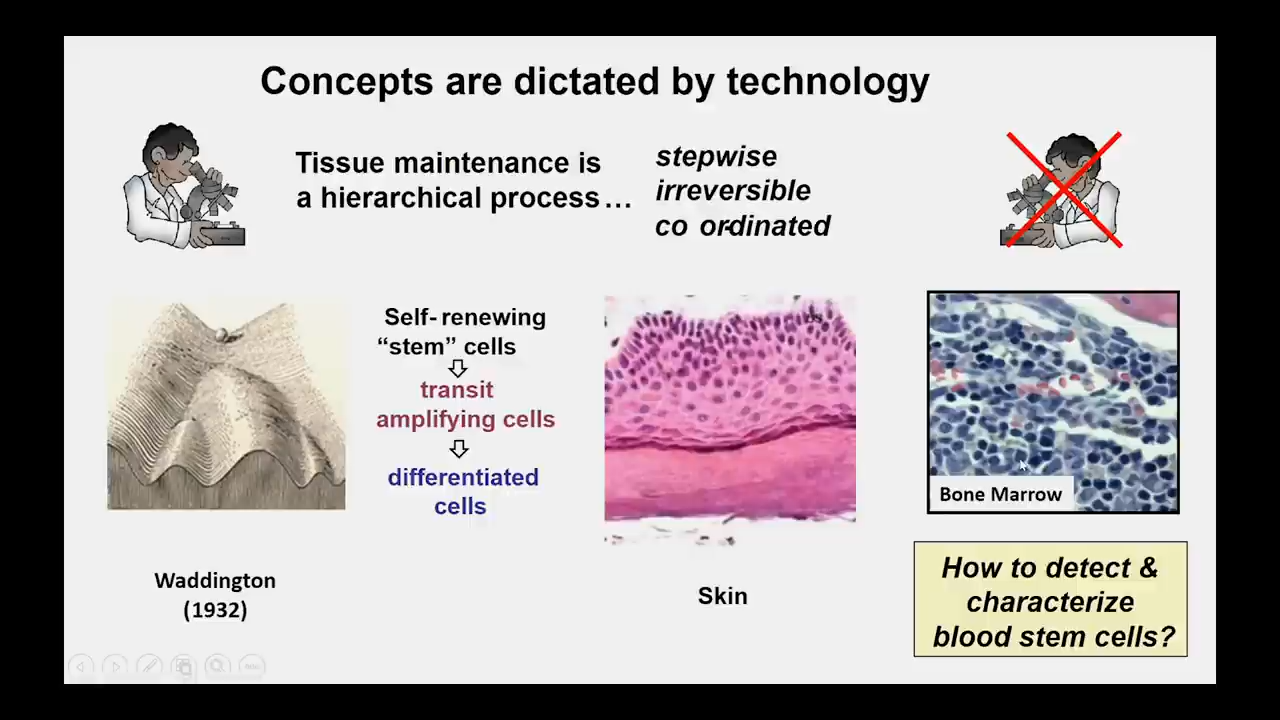 Concepts are dictated by technology
Tissue maintenance is
a hierarchical process...
stepwise
irreversible
co-ordinated
Self-renewing
“stem” cells
transit
amplifying cells
differentiated
cells
Bone Marrow
Waddington
(1932)
Skin
How to detect &
characterize
blood stem cells?